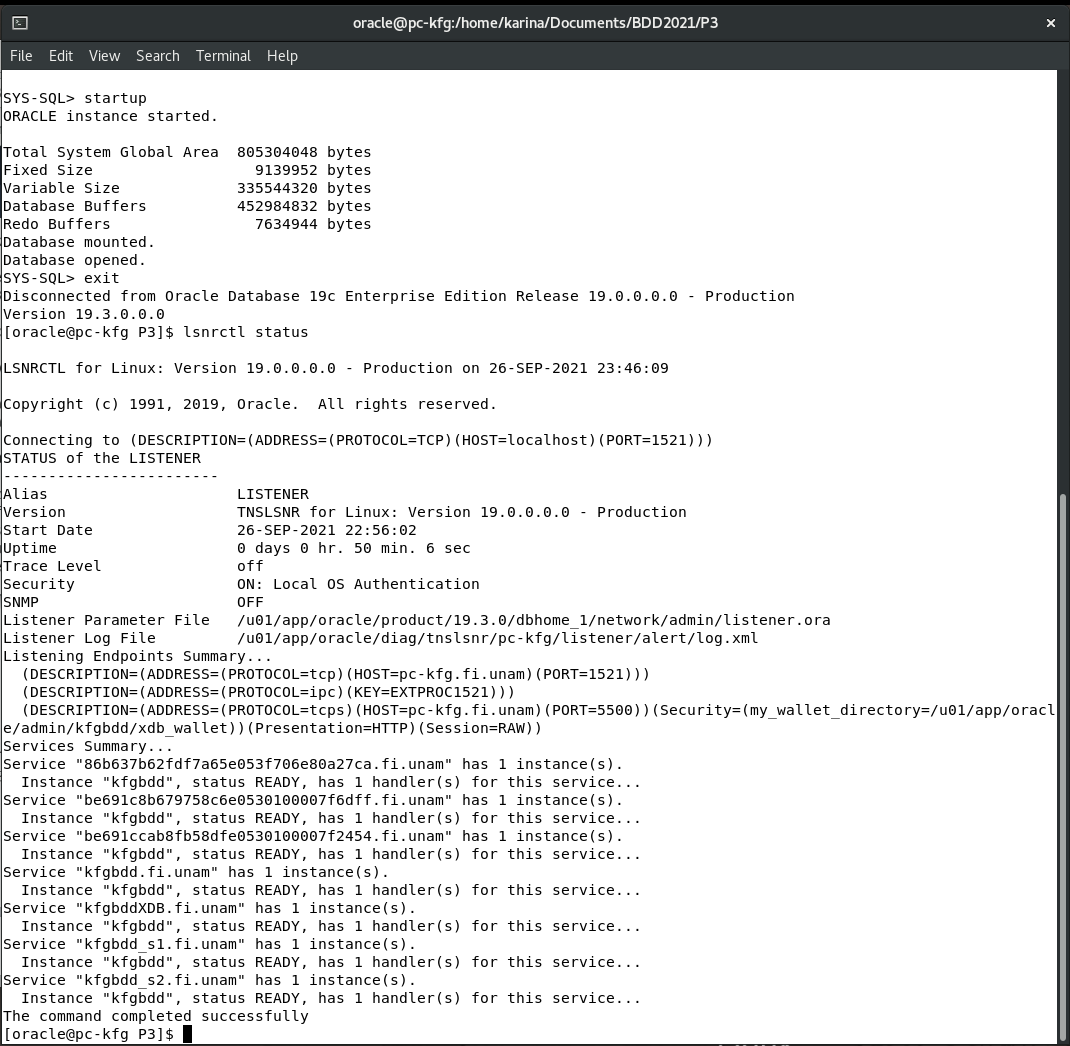 oracle@pc-kfg:/home/karina/Documents/BDD2021/P3
File Edit View Search Terminal Help
SYS-SQL> startup
ORACLE instance started.
Total System Global Area  805304048 bytes
Fixed Size                  9139952 bytes
Variable Size             335544320 bytes
Database Buffers          452984832 bytes
Redo Buffers                7634944 bytes
Database mounted.
Database opened.
SYS-SQL> exit
Disconnected from Oracle Database 19c Enterprise Edition Release 19.0.0.0.0 - Production
Version 19.3.0.0.0
[oracle@pc-kfg P3]$ lsnrctl status
LSNRCTL for Linux: Version 19.0.0.0.0 - Production on 26-SEP-2021 23:46:09
Copyright (c) 1991, 2019, Oracle.  All rights reserved.
Connecting to (DESCRIPTION=(ADDRESS=(PROTOCOL=TCP)(HOST=localhost)(PORT=1521)))
STATUS of the LISTENER
------------------------
Alias                     LISTENER
Version                   TNSLSNR for Linux: Version 19.0.0.0.0 - Production
Start Date                26-SEP-2021 22:56:02
Uptime                    0 days 0 hr. 50 min. 6 sec
Trace Level               off
Security                  ON: Local OS Authentication
SNMP                      OFF
Listener Parameter File   /u01/app/oracle/product/19.3.0/dbhome_1/network/admin/listener.ora
Listener Log File         /u01/app/oracle/diag/tnslsnr/pc-kfg/listener/alert/log.xml
Listening Endpoints Summary...
  (DESCRIPTION=(ADDRESS=(PROTOCOL=tcp)(HOST=pc-kfg.fi.unam)(PORT=1521)))
  (DESCRIPTION=(ADDRESS=(PROTOCOL=ipc)(KEY=EXTPROC1521)))
  (DESCRIPTION=(ADDRESS=(PROTOCOL=tcps)(HOST=pc-kfg.fi.unam)(PORT=5500))(Security=(my_wallet_directory=/u01/app/oracl
e/admin/kfgbdd/xdb_wallet))(Presentation=HTTP)(Session=RAW))
Services Summary...
Service "86b637b62fdf7a65e053f706e80a27ca.fi.unam" has 1 instance(s).
  Instance "kfgbdd", status READY, has 1 handler(s) for this service...
Service "be691c8b679758c6e0530100007f6dff.fi.unam" has 1 instance(s).
  Instance "kfgbdd", status READY, has 1 handler(s) for this service...
Service "be691ccab8fb58dfe0530100007f2454.fi.unam" has 1 instance(s).
  Instance "kfgbdd", status READY, has 1 handler(s) for this service...
Service "kfgbdd.fi.unam" has 1 instance(s).
  Instance "kfgbdd", status READY, has 1 handler(s) for this service...
Service "kfgbddXDB.fi.unam" has 1 instance(s).
  Instance "kfgbdd", status READY, has 1 handler(s) for this service...
Service "kfgbdd_s1.fi.unam" has 1 instance(s).
  Instance "kfgbdd", status READY, has 1 handler(s) for this service...
Service "kfgbdd_s2.fi.unam" has 1 instance(s).
  Instance "kfgbdd", status READY, has 1 handler(s) for this service...
The command completed successfully
[oracle@pc-kfg P3]$